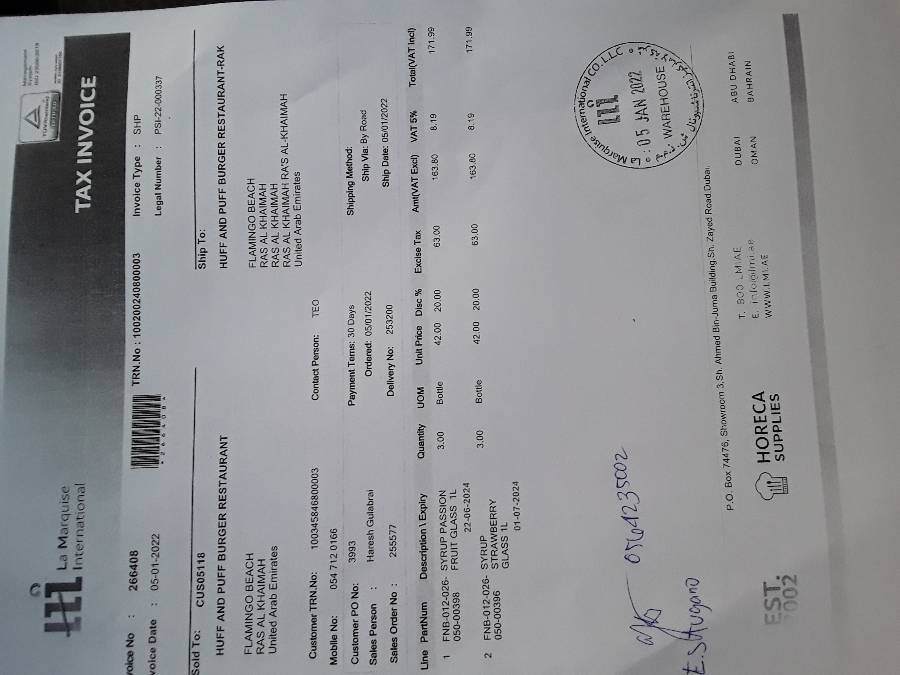 La Marquise
International
TAX INVOICE
voice No : 266408
TRN.No : 100200240800003
Invoice Type : SHP
voice Date : 05-01-2022
*266408*
Legal Number : PSI-22-000337
Sold To: CUS05118
Ship To:
HUFF AND PUFF BURGER RESTAURANT
HUFF AND PUFF BURGER RESTAURANT-RAK
FLAMINGO BEACH
RAS AL KHAIMAH
United Arab Emirates
FLAMINGO BEACH
RAS AL KHAIMAH
RAS AL KHAIMAH
RAS AL KHAIMAH RA'S AL-KHAIMAH
United Arab Emirates
Customer TRN.No: 100345846800003
Contact Person: TEO
Mobile No: 054 712 0166
Customer PO No: 3993
Payment Tems: 30 Days
Shipping Method:
Sales Person : Haresh Gulabrai
Ordered: 05/01/2022
Ship Via: By Road
Sales Order No : 255577
Delivery No: 253200
Ship Date: 05/01/2022
Line PartNum Description \ Expiry Quantity UOM Unit Price Disc % Excise Tax Amt(VAT Excl) VAT 5% Total(VAT Incl)
1 FNB-012-026- SYRUP PASSION 3.00 Bottle 42.00 20.00 63.00 163.80 8.19 171.99
050-00398 FRUIT GLASS 1L
22-06-2024
2 FNB-012-026- SYRUP 3.00 Bottle 42.00 20.00 63.00 163.80 8.19 171.99
050-00396 STRAWBERRY
GLASS 1L
01-07-2024
0564235002
La Marquise International CO. LLC
05 JAN 2022
WAREHOUSE
P.O. Box 74476, Showroom 3,Sh. Ahmed Bin-Juma Building,Sh. Zayed Road,Dubai.
EST.
2002
HORECA
SUPPLIES
T. 800 LMI.AE
E. info@lmi.ae
WWW.LMI.AE
DUBAI
OMAN
ABU DHABI
BAHRAIN